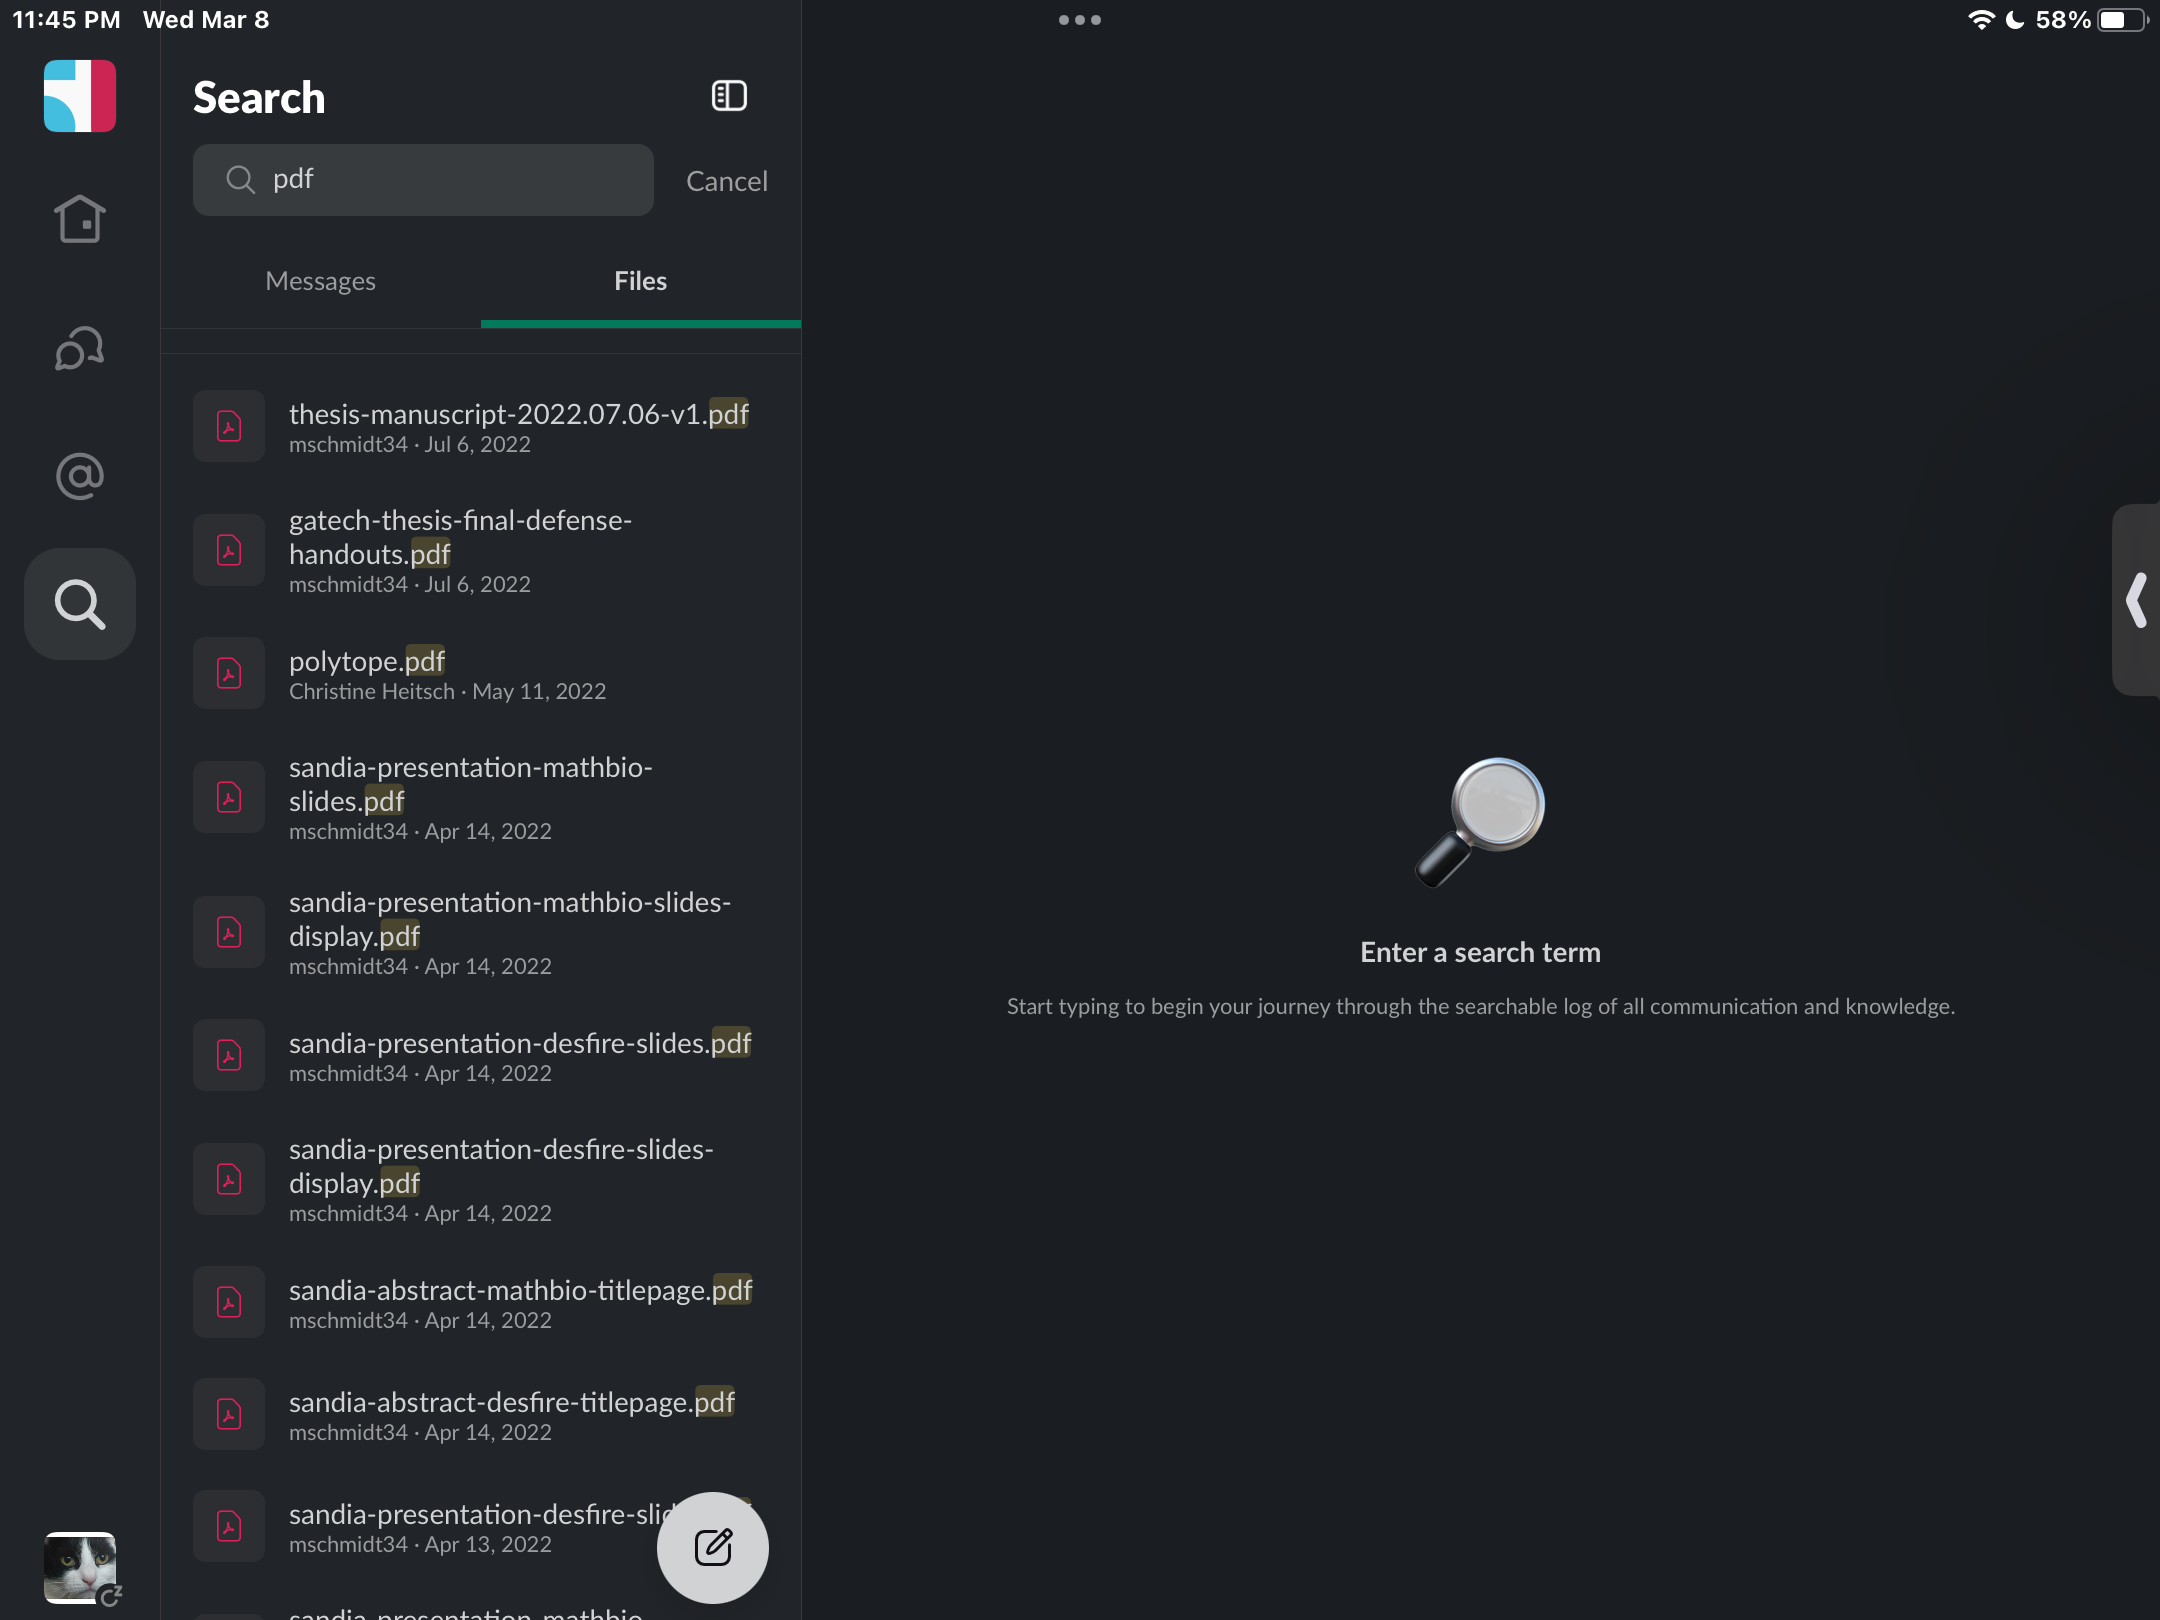 11:45 PM Wed Mar 8
58%
Search
pdf
Cancel
Messages
Files
thesis-manuscript-2022.07.06-v1.pdf
mschmidt34 · Jul 6, 2022
gatech-thesis-final-defense-
handouts.pdf
mschmidt34 · Jul 6, 2022
polytope.pdf
Christine Heitsch · May 11, 2022
sandia-presentation-mathbio-
slides.pdf
mschmidt34 · Apr 14, 2022
sandia-presentation-mathbio-slides-
display.pdf
mschmidt34 · Apr 14, 2022
sandia-presentation-desfire-slides.pdf
mschmidt34 · Apr 14, 2022
sandia-presentation-desfire-slides-
display.pdf
mschmidt34 · Apr 14, 2022
sandia-abstract-mathbio-titlepage.pdf
mschmidt34 · Apr 14, 2022
sandia-abstract-desfire-titlepage.pdf
mschmidt34 · Apr 14, 2022
sandia-presentation-desfire-slid
mschmidt34 · Apr 13, 2022
sandia-presentation-mathbio-
Enter a search term
Start typing to begin your journey through the searchable log of all communication and knowledge.